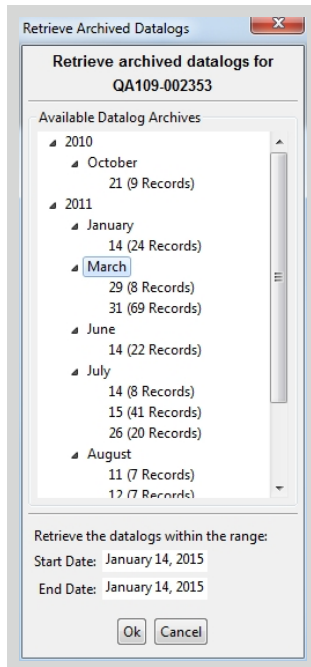 Retrieve Archived Datalogs
Retrieve archived datalogs for
QA109-002353
Available Datalog Archives
2010
October
21 (9 Records)
2011
January
14 (24 Records)
March
29 (8 Records)
31 (69 Records)
June
14 (22 Records)
July
14 (8 Records)
15 (41 Records)
26 (20 Records)
August
11 (7 Records)
12 (7 Records)
Retrieve the datalogs within the range:
Start Date: January 14, 2015
End Date: January 14, 2015
Ok Cancel